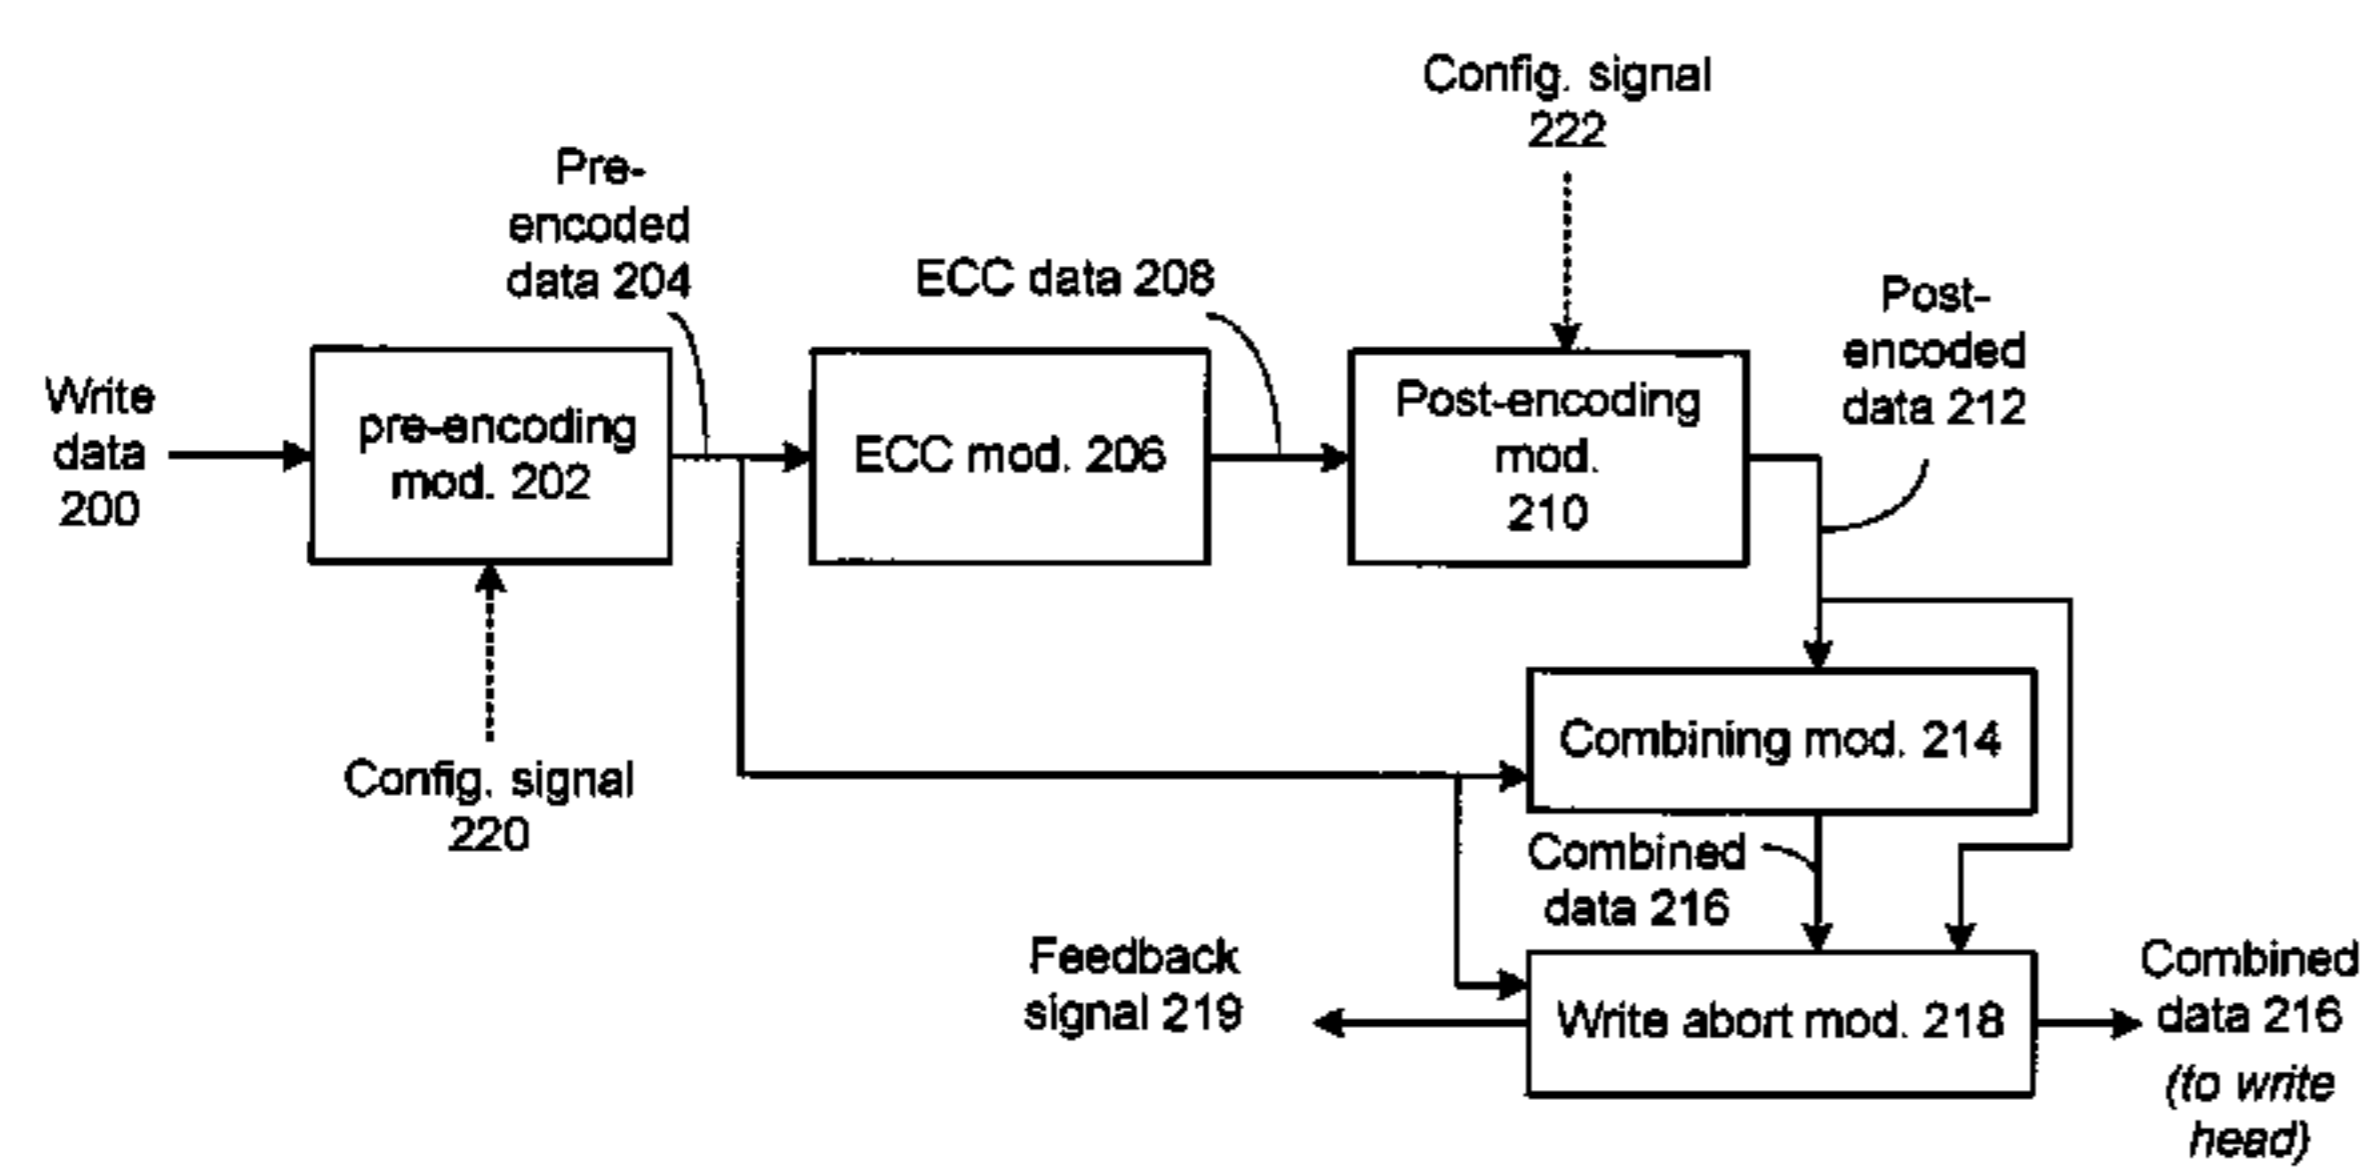 Config. signal
222
Pre-
encoded
data 204
ECC data 208
Post-
encoded
data 212
Write
data
200
pre-encoding
mod. 202
ECC mod. 206
Post-encoding
mod.
210
Config. signal
220
Combining mod. 214
Combined
data 216
Feedback
signal 219
Write abort mod. 218
Combined
data 216
(to write
head)